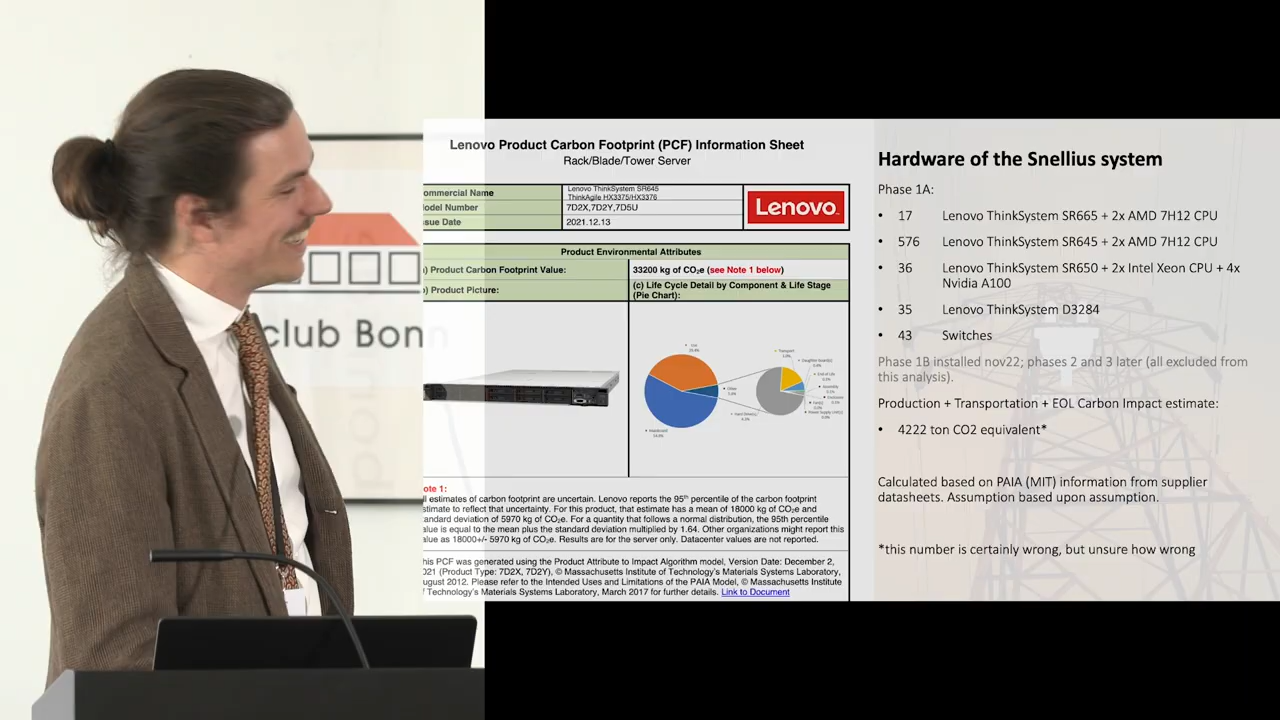 club Bon
Lenovo Product Carbon Footprint (PCF) Information Sheet
Rack/Blade/Tower Server
ommercial Name
Lenovo ThinkSystem SR645
ThinkAgile HX3375/HX3376
odel Number
7D2X,7D2Y,7D5U
sue Date
2021.12.13
Lenovo
Product Environmental Attributes
) Product Carbon Footprint Value:
33200 kg of CO₂e (see Note 1 below)
) Product Picture:
(c) Life Cycle Detail by Component & Life Stage
(Pie Chart):
Transport
ote 1:
l estimates of carbon footprint are uncertain. Lenovo reports the 95th percentile of the carbon footprint
stimate to reflect that uncertainty. For this product, that estimate has a mean of 18000 kg of CO₂e and
andard deviation of 5970 kg of CO₂e. For a quantity that follows a normal distribution, the 95th percentile
alue is equal to the mean plus the standard deviation multiplied by 1.64. Other organizations might report this
alue as 18000+/- 5970 kg of CO₂e. Results are for the server only. Datacenter values are not reported.
his PCF was generated using the Product Attribute to Impact Algorithm model, Version Date: December 2,
021 (Product Type: 7D2X, 7D2Y), © Massachusetts Institute of Technology's Materials Systems Laboratory,
ugust 2012. Please refer to the Intended Uses and Limitations of the PAIA Model, © Massachusetts Institute
f Technology's Materials Systems Laboratory, March 2017 for further details. Link to Document
Hardware of the Snellius system
Phase 1A:
• 17 Lenovo ThinkSystem SR665 + 2x AMD 7H12 CPU
• 576 Lenovo ThinkSystem SR645 + 2x AMD 7H12 CPU
• 36 Lenovo ThinkSystem SR650 + 2x Intel Xeon CPU + 4x
Nvidia A100
• 35 Lenovo ThinkSystem D3284
• 43 Switches
Phase 1B installed nov22; phases 2 and 3 later (all excluded from
this analysis).
Production + Transportation + EOL Carbon Impact estimate:
• 4222 ton CO2 equivalent*
Calculated based on PAIA (MIT) information from supplier
datasheets. Assumption based upon assumption.
*this number is certainly wrong, but unsure how wrong